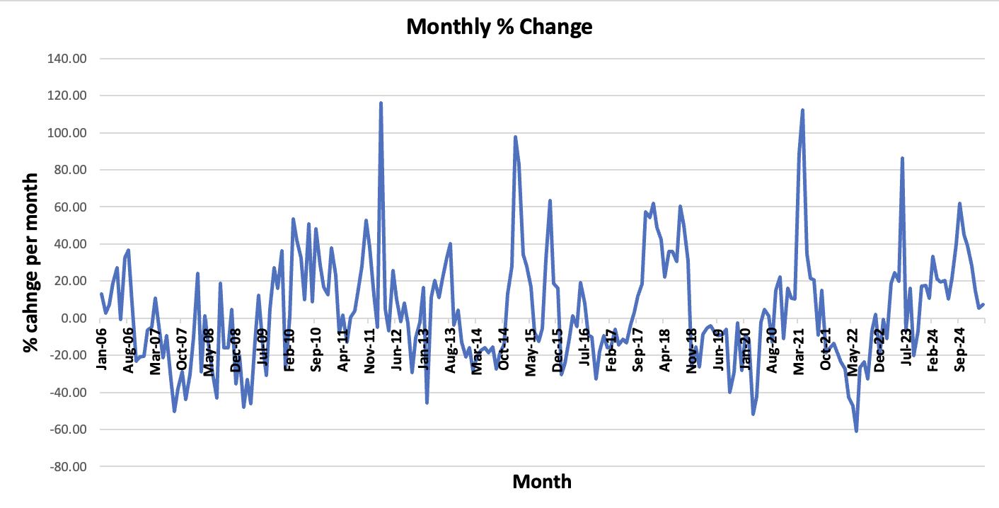 Monthly % Change
140.00
120.00
100.00
80.00
60.00
40.00
20.00
0.00
-20.00
-40.00
-60.00
-80.00
% cahnge per month
Jan-06
Aug-06
Mar-07
Oct-07
May-08
Dec-08
Jul-09
Feb-10
Sep-10
Apr-11
Nov-11
Jun-12
Jan-13
Aug-13
Mar-14
Oct-14
May-15
Dec-15
Jul-16
Feb-17
Sep-17
Apr-18
Nov-18
Jun-19
Jan-20
Aug-20
Mar-21
Oct-21
May-22
Dec-22
Jul-23
Feb-24
Sep-24
Month